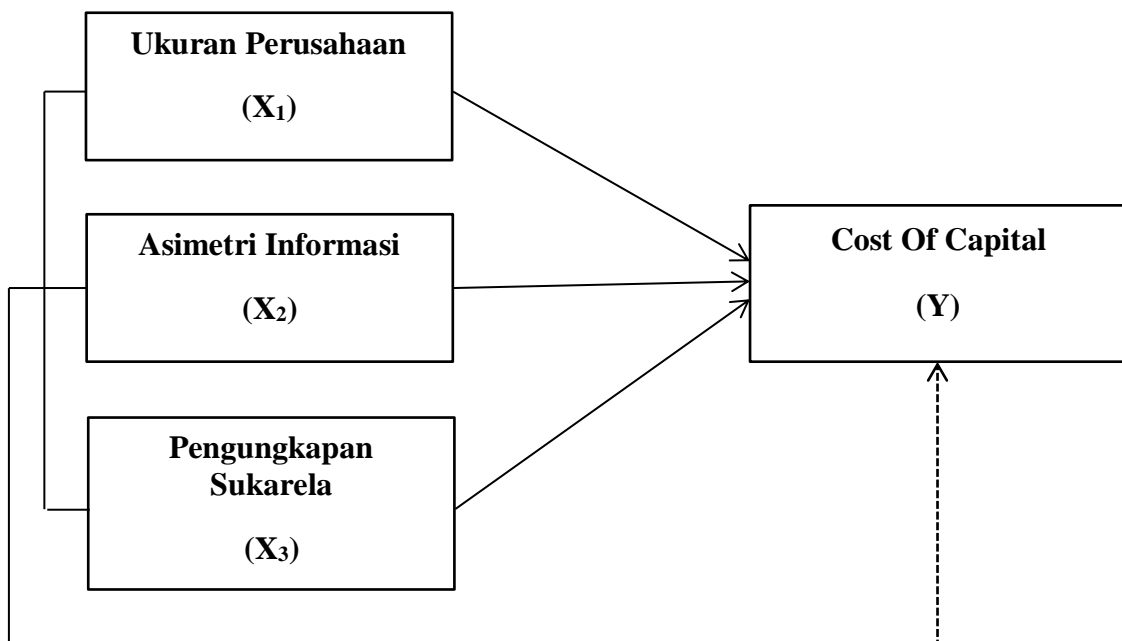 Ukuran Perusahaan
(X₁)
Asimetri Informasi
(X₂)
Pengungkapan
Sukarela
(X₃)
Cost Of Capital
(Y)